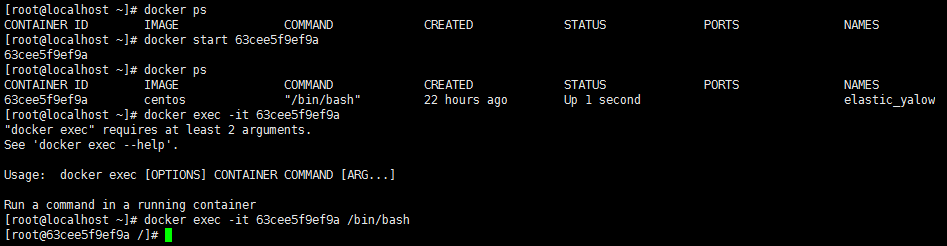 [root@localhost ~]# docker ps
CONTAINER ID        IMAGE               COMMAND             CREATED             STATUS              PORTS               NAMES
[root@localhost ~]# docker start 63cee5f9ef9a
63cee5f9ef9a
[root@localhost ~]# docker ps
CONTAINER ID        IMAGE               COMMAND             CREATED             STATUS              PORTS               NAMES
63cee5f9ef9a        centos              "/bin/bash"         22 hours ago        Up 1 second                             elastic_yalow
[root@localhost ~]# docker exec -it 63cee5f9ef9a
"docker exec" requires at least 2 arguments.
See 'docker exec --help'.
Usage:  docker exec [OPTIONS] CONTAINER COMMAND [ARG...]
Run a command in a running container
[root@localhost ~]# docker exec -it 63cee5f9ef9a /bin/bash
[root@63cee5f9ef9a /]#